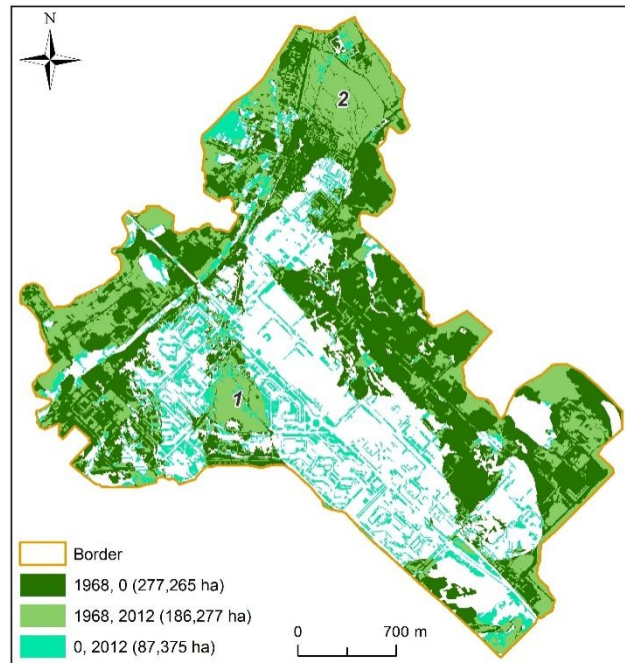 N
2
1
Border
1968, 0 (277,265 ha)
1968, 2012 (186,277 ha)
0, 2012 (87,375 ha)
0 700 m